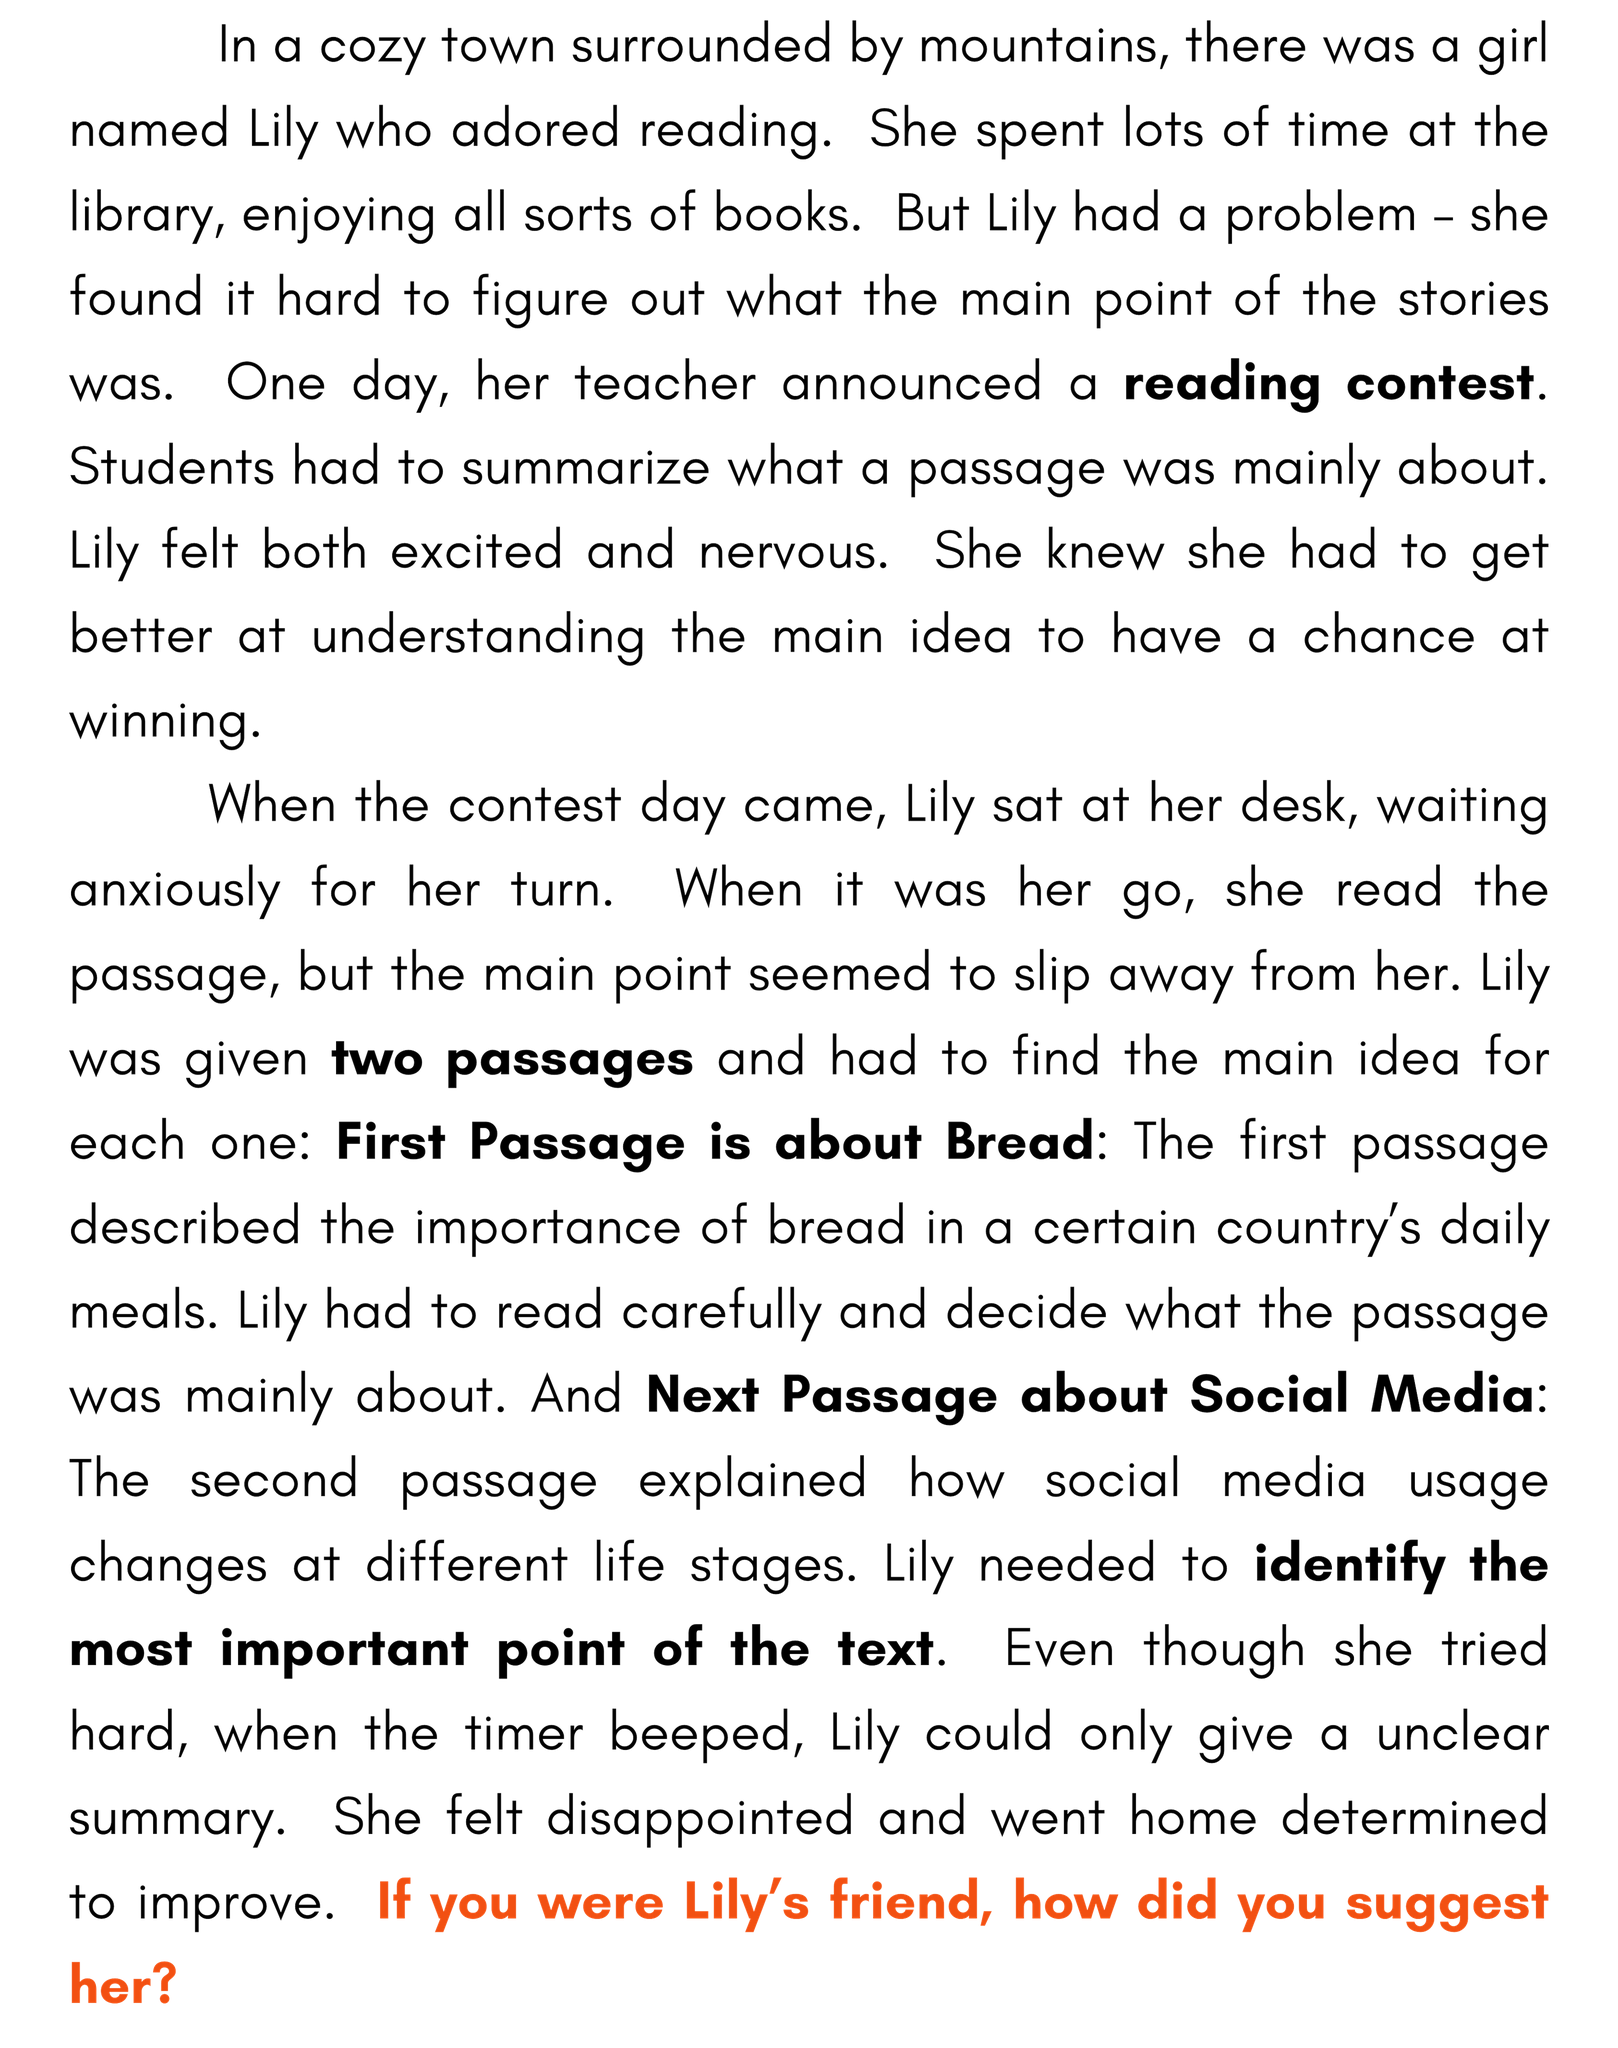 In a cozy town surrounded by mountains, there was a girl
named Lily who adored reading.  She spent lots of time at the
library, enjoying all sorts of books.  But Lily had a problem – she
found it hard to figure out what the main point of the stories
was.  One day, her teacher announced a reading contest.
Students had to summarize what a passage was mainly about.
Lily felt both excited and nervous.  She knew she had to get
better at understanding the main idea to have a chance at
winning.
When the contest day came, Lily sat at her desk, waiting
anxiously for her turn.  When it was her go, she read the
passage, but the main point seemed to slip away from her. Lily
was given two passages and had to find the main idea for
each one: First Passage is about Bread: The first passage
described the importance of bread in a certain country’s daily
meals. Lily had to read carefully and decide what the passage
was mainly about. And Next Passage about Social Media:
The second passage explained how social media usage
changes at different life stages. Lily needed to identify the
most important point of the text.  Even though she tried
hard, when the timer beeped, Lily could only give a unclear
summary.  She felt disappointed and went home determined
to improve.  If you were Lily’s friend, how did you suggest
her?